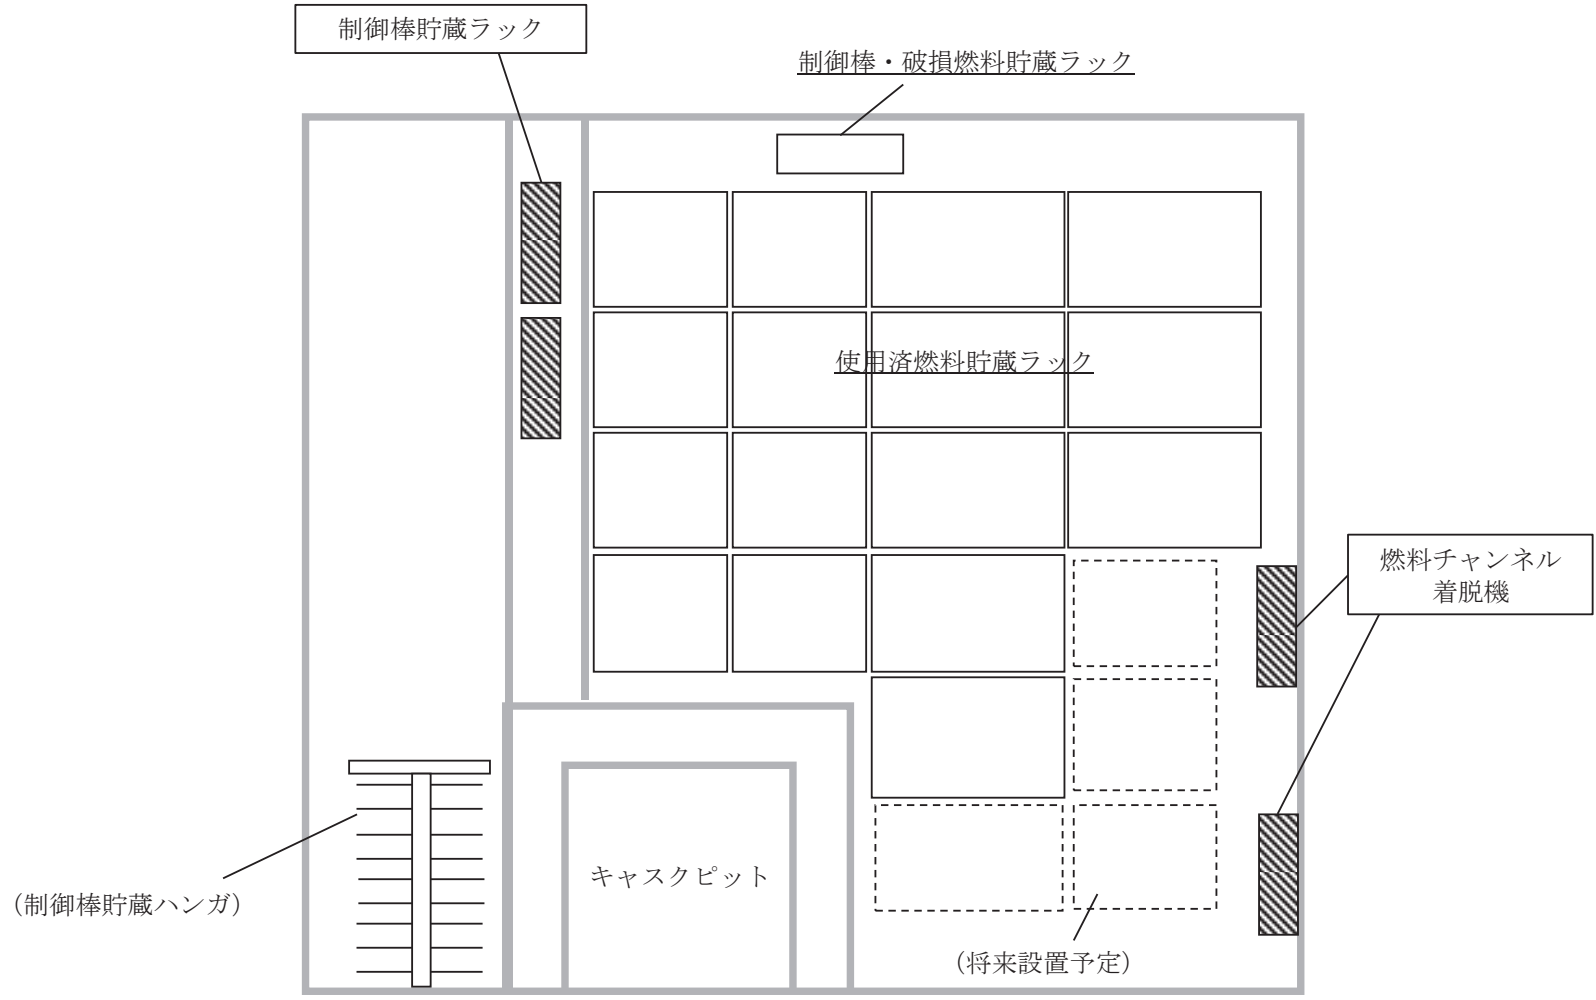 制御棒貯蔵ラック
制御棒・破損燃料貯蔵ラック
使用済燃料貯蔵ラック
燃料チャンネル
着脱機
キャスクピット
（制御棒貯蔵ハンガ）
（将来設置予定）